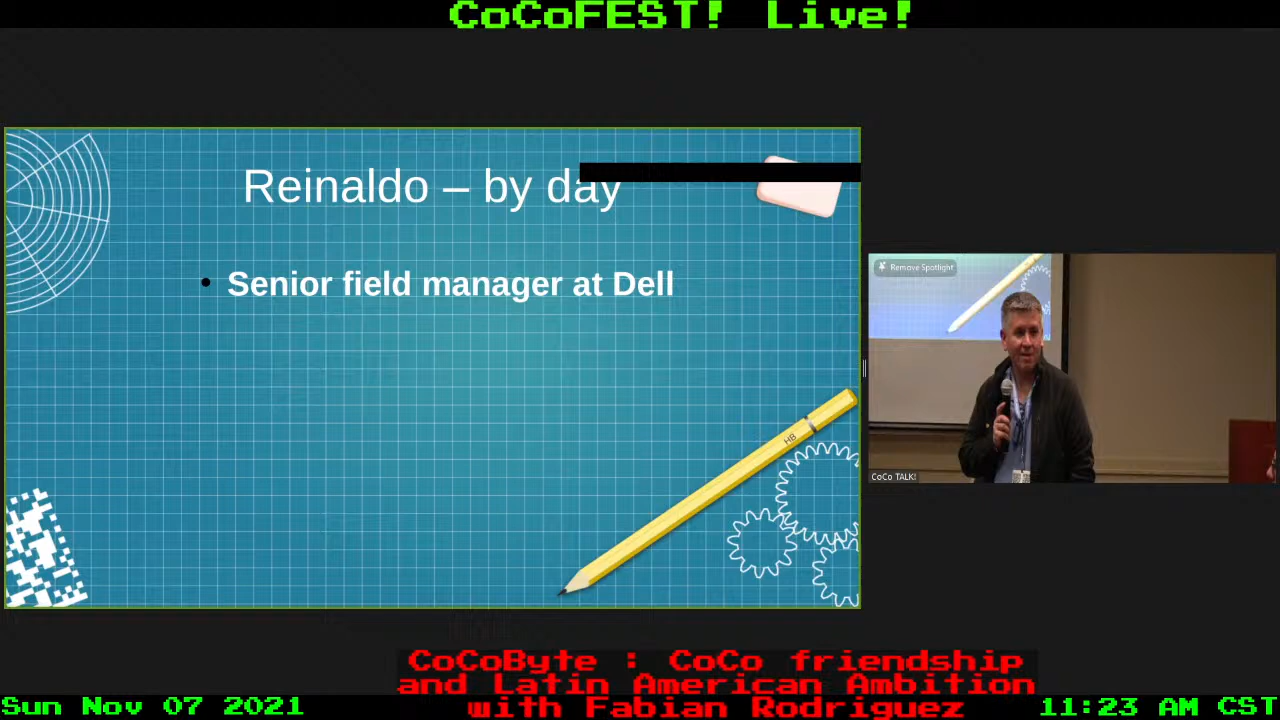 CoCoFEST! Live!
Reinaldo – by day
• Senior field manager at Dell
HB
Remove Spotlight
CoCo TALK!
CoCoByte : CoCo friendship
and Latin American Ambition
with Fabian Rodriguez
Sun Nov 07 2021
11:23 AM CST